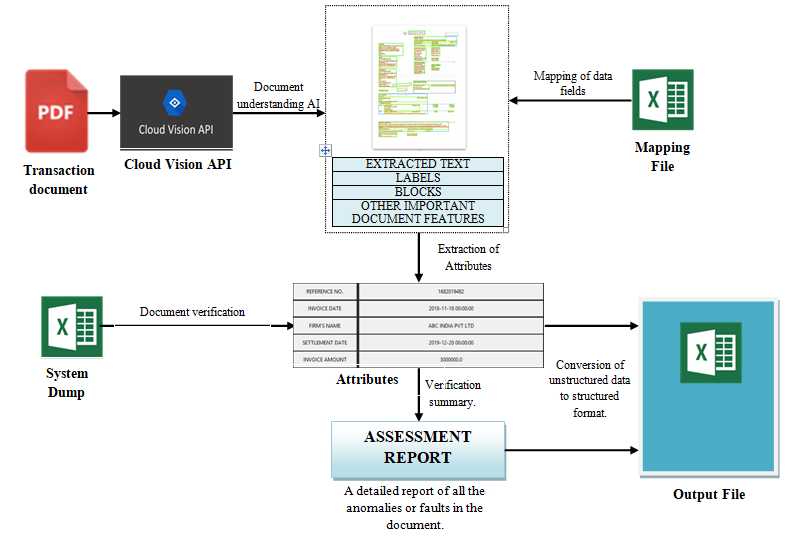 PDF
Transaction
document
Cloud Vision API
Cloud Vision API
Document
understanding AI
EXTRACTED TEXT
LABELS
BLOCKS
OTHER IMPORTANT
DOCUMENT FEATURES
Mapping of data
fields
X
Mapping
File
Extraction of
Attributes
X
System
Dump
Document verification
REFERENCE NO. 1662019482
INVOICE DATE 2018-11-18 00:00:00
FIRM'S NAME ABC INDIA PVT LTD
SETTLEMENT DATE 2019-12-20 00:00:00
INVOICE AMOUNT 3000000.0
Attributes
Verification
summary.
Conversion of
unstructured data
to structured
format.
X
Output File
ASSESSMENT
REPORT
A detailed report of all the
anomalies or faults in the
document.